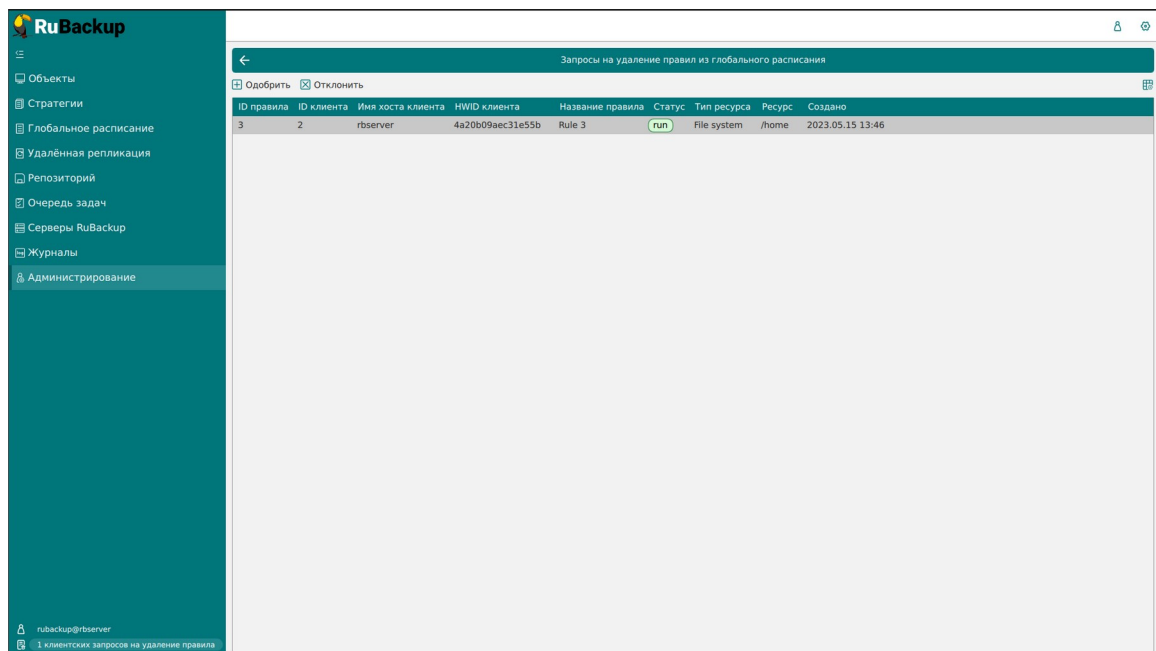 RuBackup
Объекты
Стратегии
Глобальное расписание
Удалённая репликация
Репозиторий
Очередь задач
Серверы RuBackup
Журналы
Администрирование
Запросы на удаление правил из глобального расписания
Одобрить Отклонить
ID правила ID клиента Имя хоста клиента HWID клиента Название правила Статус Тип ресурса Ресурс Создано
3 2 rbserver 4a20b09aec31e55b Rule 3 run File system /home 2023.05.15 13:46
rubackup@rbserver
1 клиентских запросов на удаление правила